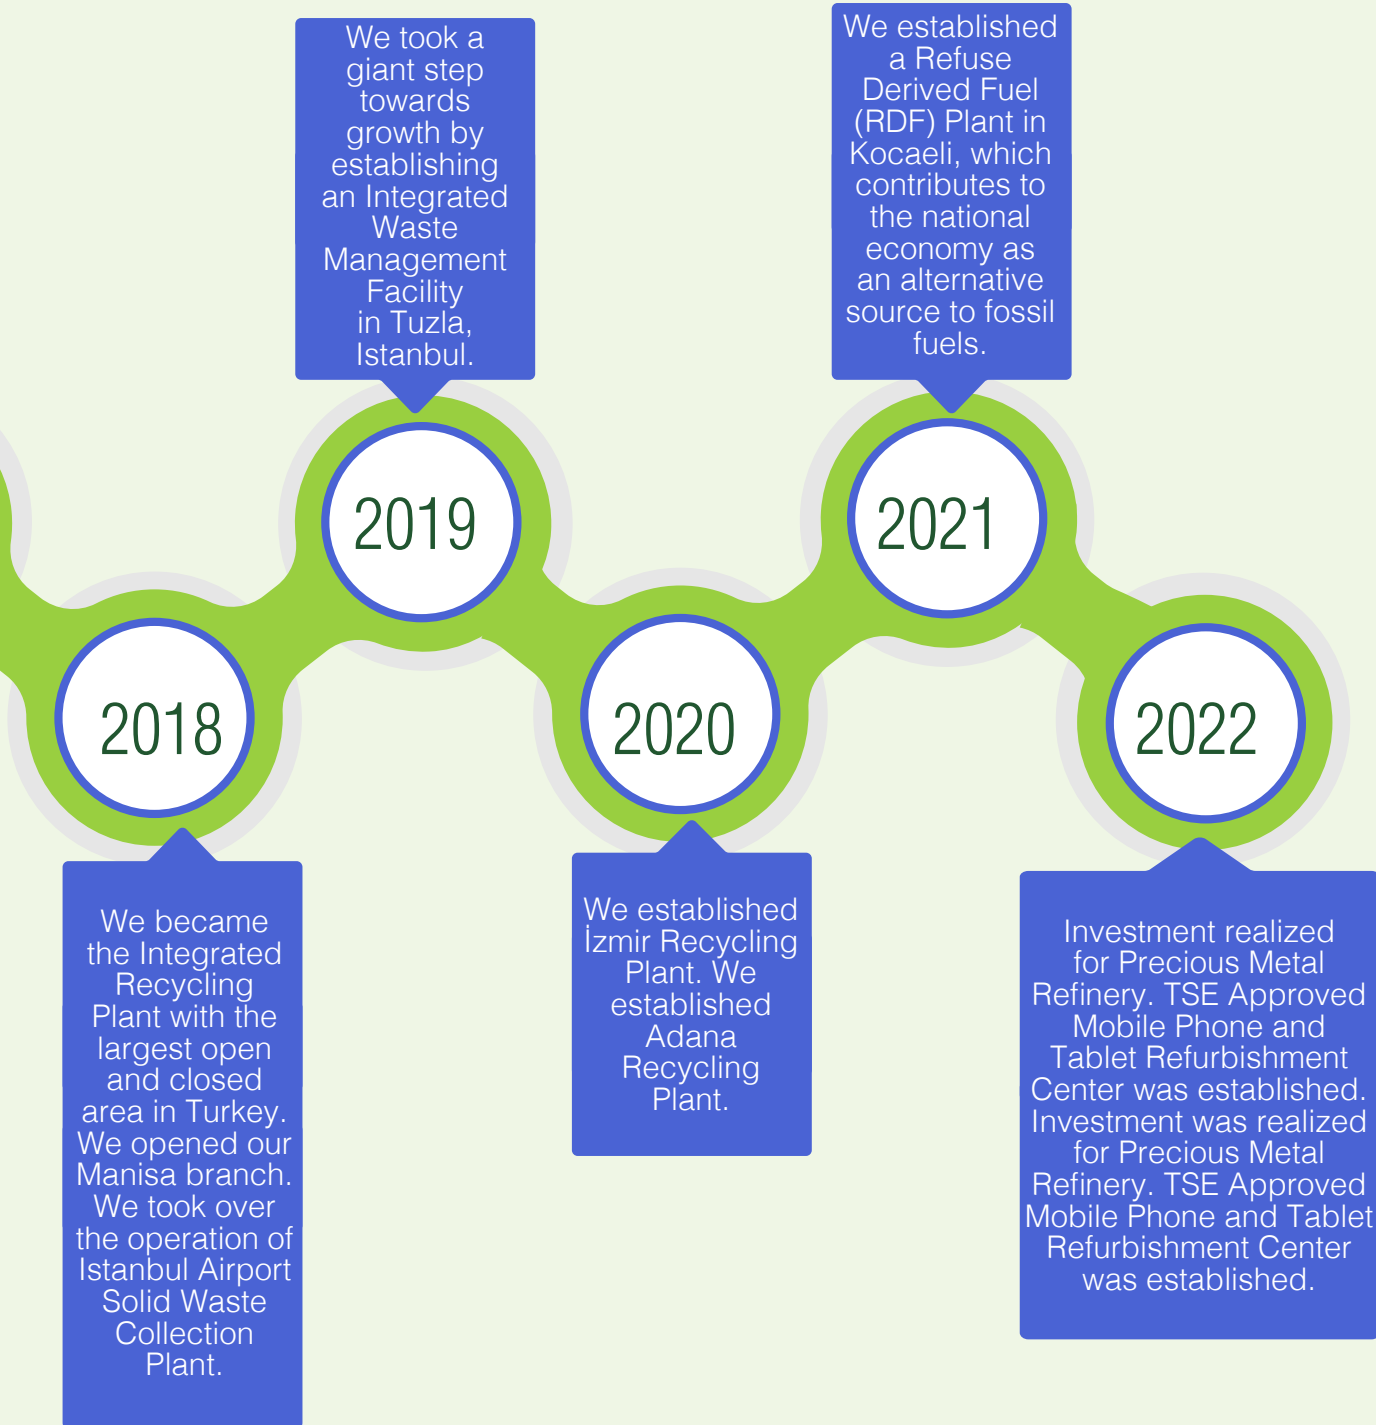 We took a
giant step
towards
growth by
establishing
an Integrated
Waste
Management
Facility
in Tuzla,
Istanbul.
We established
a Refuse
Derived Fuel
(RDF) Plant in
Kocaeli, which
contributes to
the national
economy as
an alternative
source to fossil
fuels.
2019
2021
2018
2020
2022
We became
the Integrated
Recycling
Plant with the
largest open
and closed
area in Turkey.
We opened our
Manisa branch.
We took over
the operation of
Istanbul Airport
Solid Waste
Collection
Plant.
We established
İzmir Recycling
Plant. We
established
Adana
Recycling
Plant.
Investment realized
for Precious Metal
Refinery. TSE Approved
Mobile Phone and
Tablet Refurbishment
Center was established.
Investment was realized
for Precious Metal
Refinery. TSE Approved
Mobile Phone and Tablet
Refurbishment Center
was established.